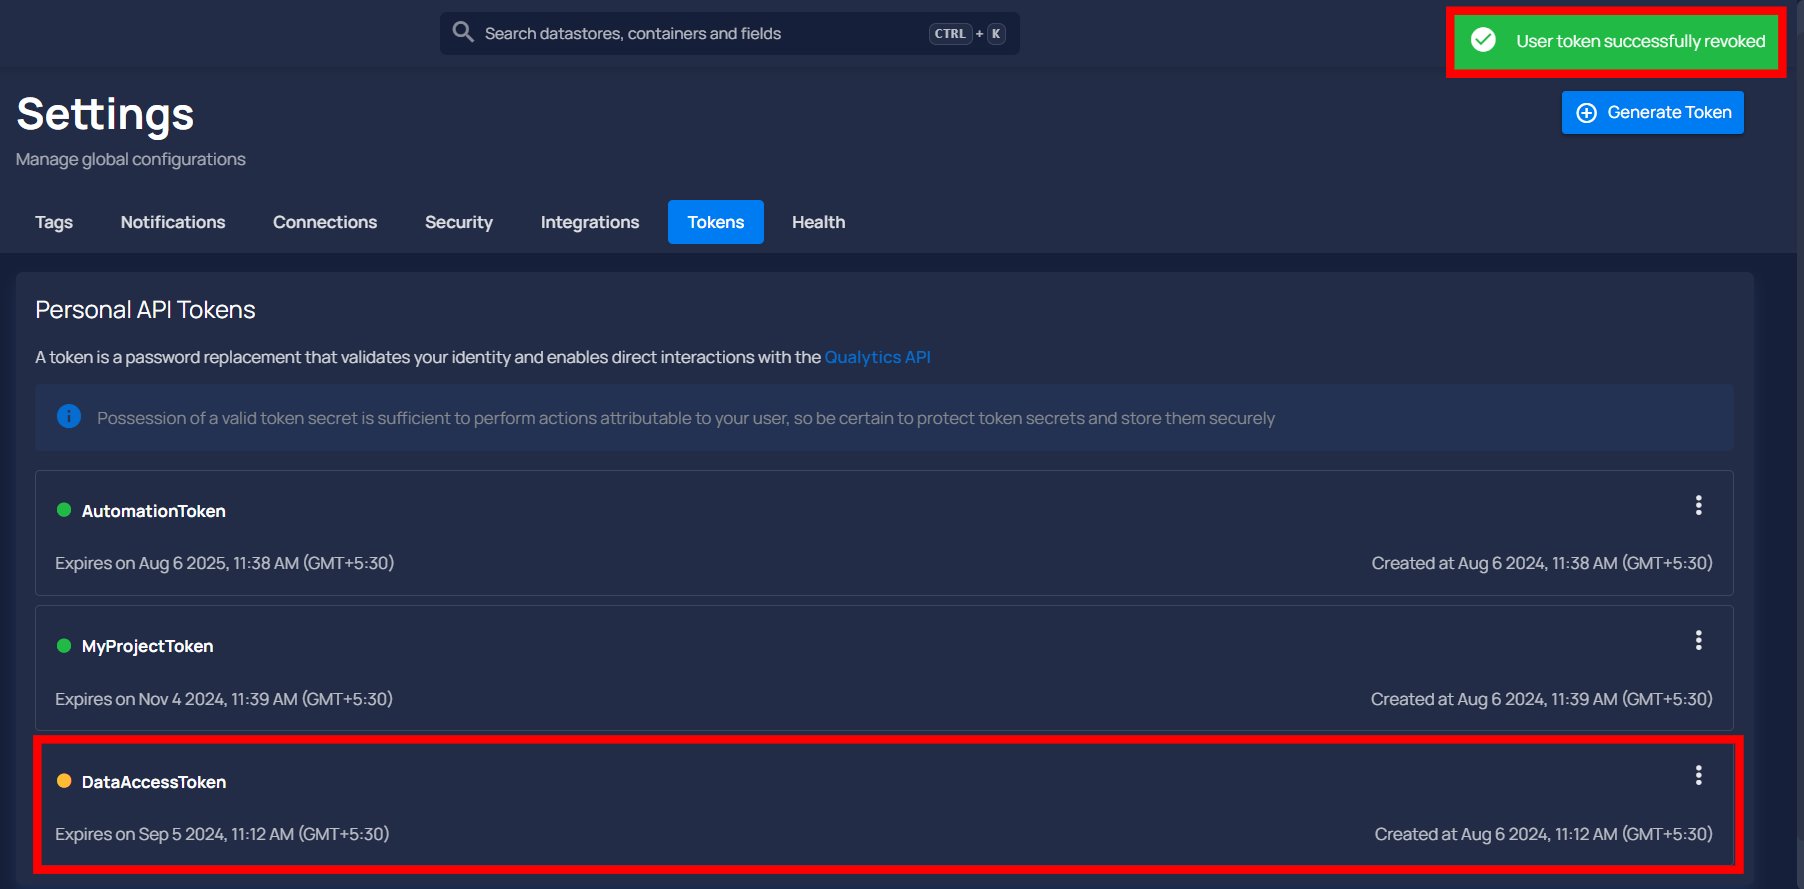 Search datastores, containers and fields CTRL + K
User token successfully revoked
Settings
Generate Token
Manage global configurations
Tags Notifications Connections Security Integrations Tokens Health
Personal API Tokens
A token is a password replacement that validates your identity and enables direct interactions with the Qualytics API
Possession of a valid token secret is sufficient to perform actions attributable to your user, so be certain to protect token secrets and store them securely
AutomationToken
Expires on Aug 6 2025, 11:38 AM (GMT+5:30) Created at Aug 6 2024, 11:38 AM (GMT+5:30)
MyProjectToken
Expires on Nov 4 2024, 11:39 AM (GMT+5:30) Created at Aug 6 2024, 11:39 AM (GMT+5:30)
DataAccessToken
Expires on Sep 5 2024, 11:12 AM (GMT+5:30) Created at Aug 6 2024, 11:12 AM (GMT+5:30)